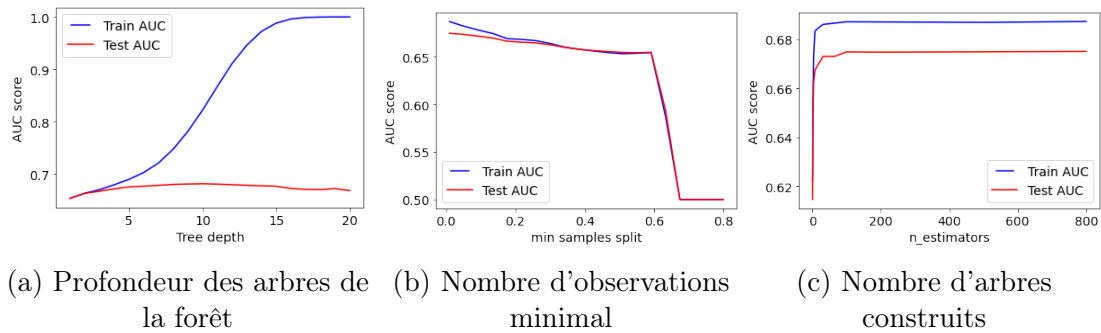 Train AUC
Test AUC
AUC score
1.0
0.9
0.8
0.7
5
10
15
20
Tree depth
(a) Profondeur des arbres de
la forêt
AUC score
0.65
0.60
0.55
0.50
Train AUC
Test AUC
0.0
0.2
0.4
0.6
0.8
min samples split
(b) Nombre d'observations
minimal
AUC score
0.68
0.66
0.64
0.62
Train AUC
Test AUC
0
200
400
600
800
n_estimators
(c) Nombre d'arbres
construits